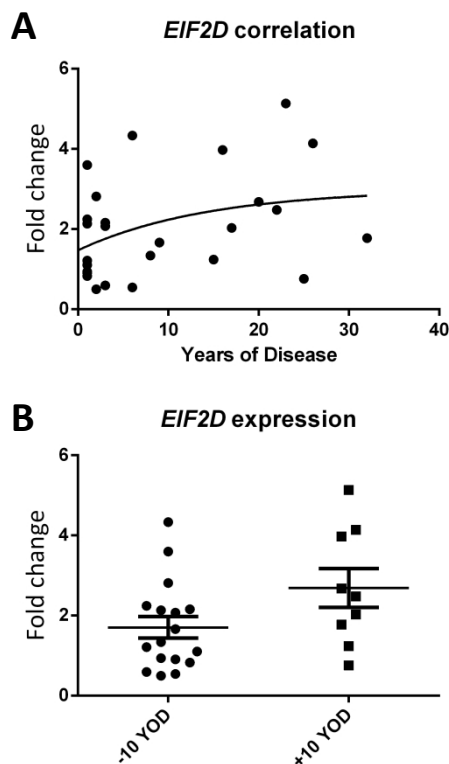 A
EIF2D correlation
6
4
2
0
Fold change
0 10 20 30 40
Years of Disease
B
EIF2D expression
6
4
2
0
Fold change
-10 YOD
+10 YOD